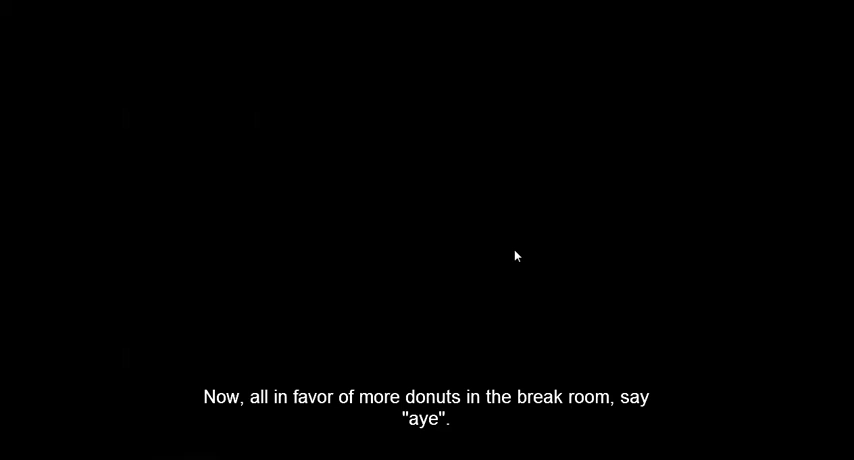 Now, all in favor of more donuts in the break room, say
"aye".